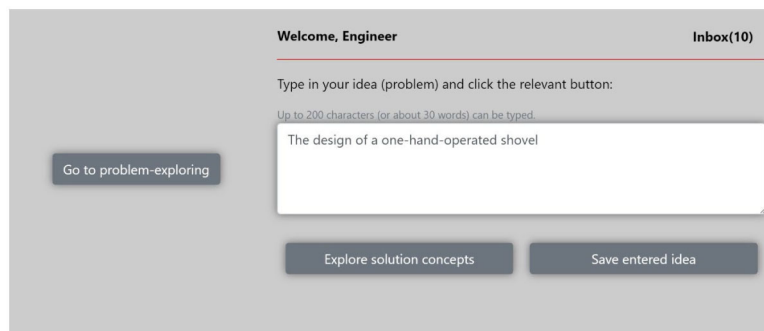 Welcome, Engineer
Inbox(10)
Type in your idea (problem) and click the relevant button:
Up to 200 characters (or about 30 words) can be typed.
The design of a one-hand-operated shovel
Go to problem-exploring
Explore solution concepts
Save entered idea